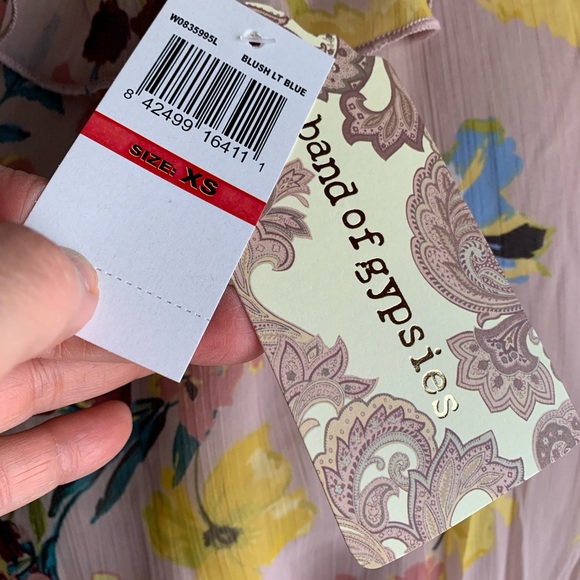 W0835995L
BLUSH LT BLUE
8 42499 16411 1
SIZE: XS
band of gypsies